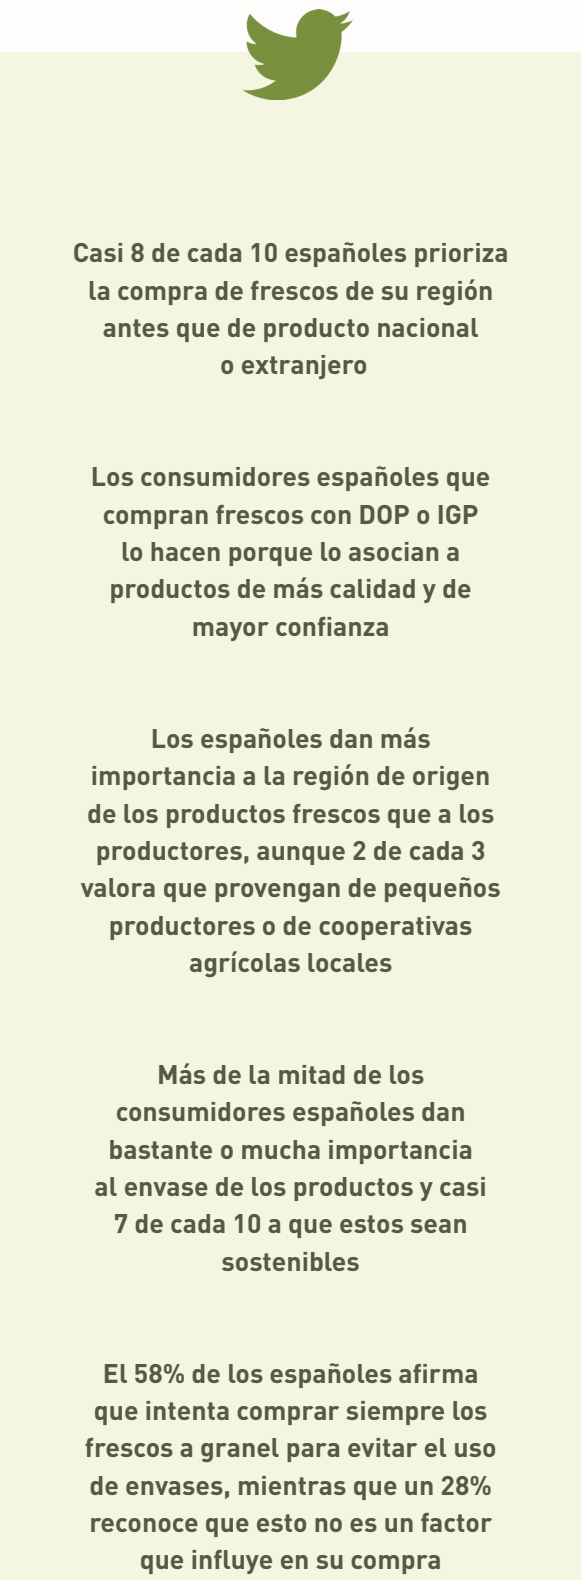 Casi 8 de cada 10 españoles prioriza
la compra de frescos de su región
antes que de producto nacional
o extranjero
Los consumidores españoles que
compran frescos con DOP o IGP
lo hacen porque lo asocian a
productos de más calidad y de
mayor confianza
Los españoles dan más
importancia a la región de origen
de los productos frescos que a los
productores, aunque 2 de cada 3
valora que provengan de pequeños
productores o de cooperativas
agrícolas locales
Más de la mitad de los
consumidores españoles dan
bastante o mucha importancia
al envase de los productos y casi
7 de cada 10 a que estos sean
sostenibles
El 58% de los españoles afirma
que intenta comprar siempre los
frescos a granel para evitar el uso
de envases, mientras que un 28%
reconoce que esto no es un factor
que influye en su compra